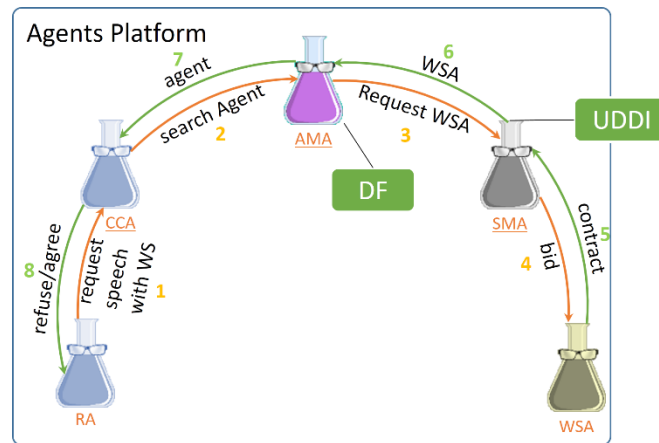 Agents Platform
7
agent
search Agent
2
AMA
6
WSA
Request WSA
3
UDDI
DF
CCA
SMA
8
refuse/agree
request
speech
with WS
1
4
bid
contract
5
RA
WSA